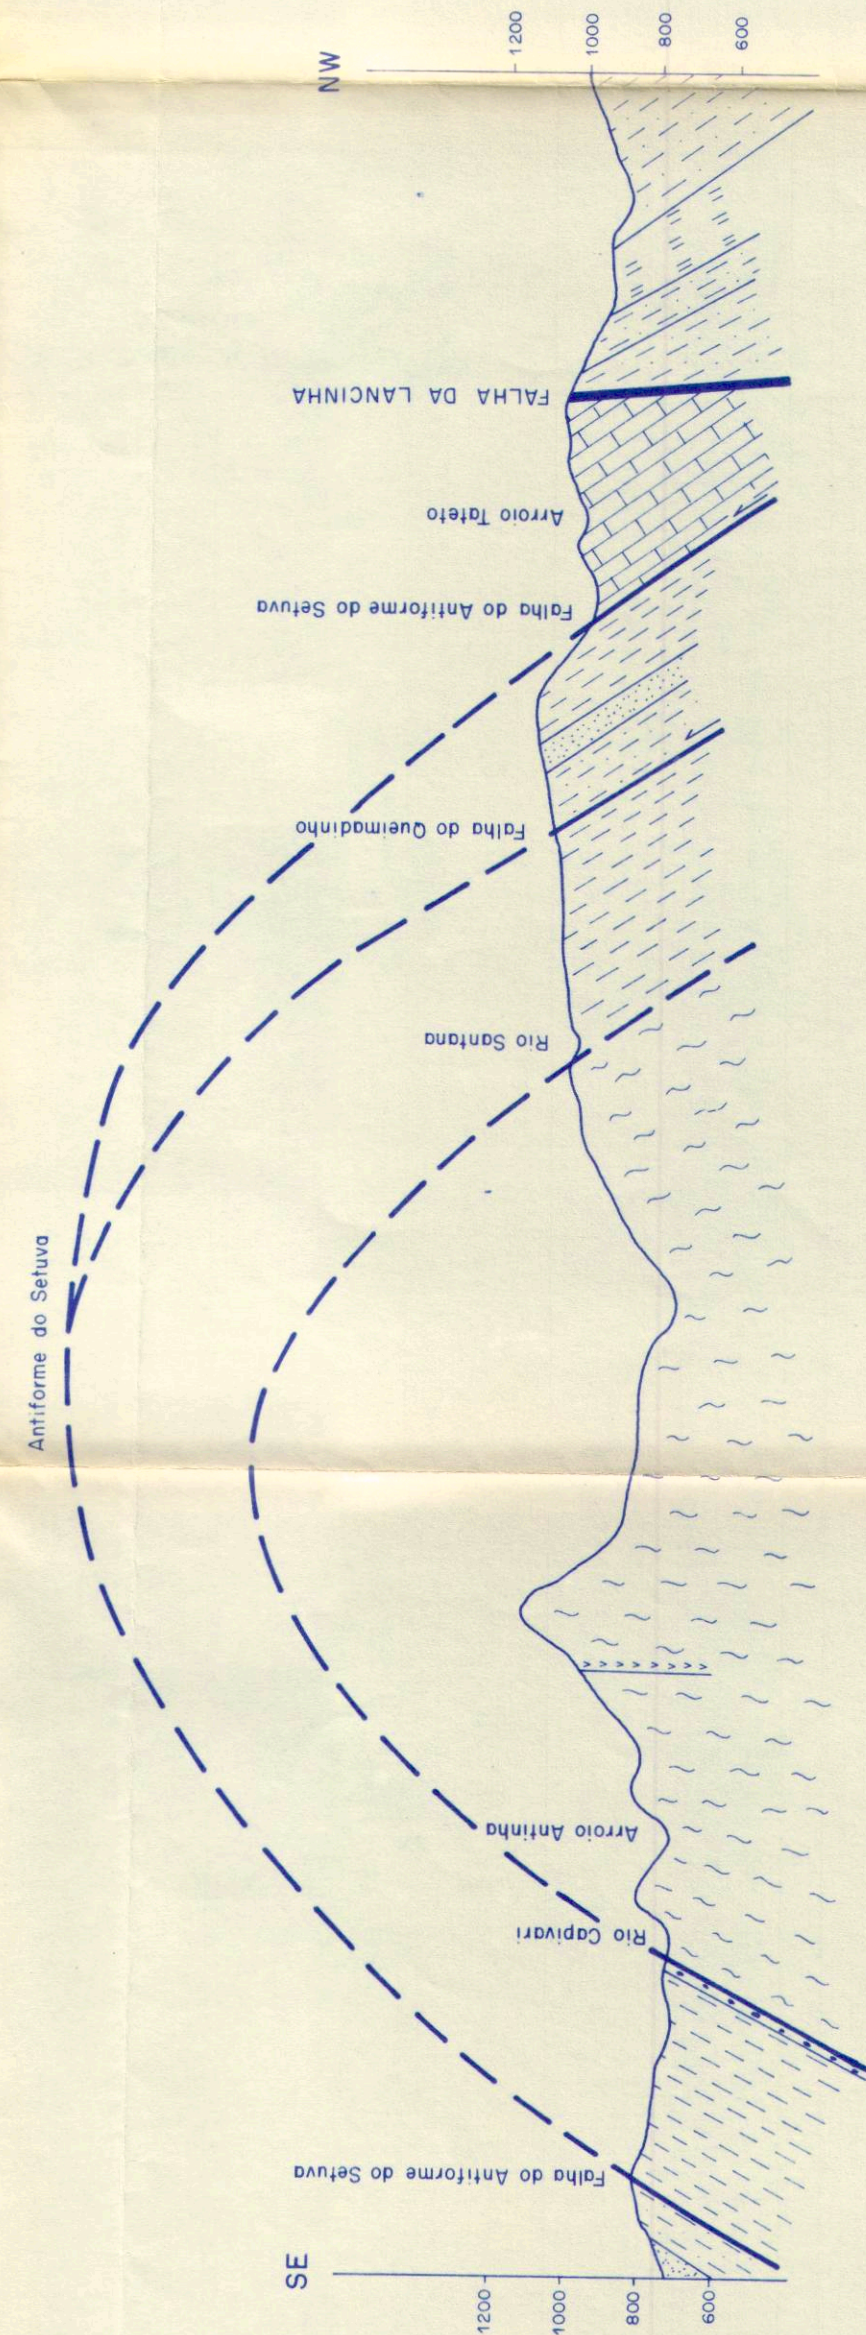 NW
1200
1000
800
600
FALHA DA LANCINHA
Arroio Tateto
Falha do Antiforme do Setuva
Falha do Queimadinho
Rio Santana
Antiforme do Setuva
Arroio Antinha
Rio Capivari
Falha do Antiforme do Setuva
SE
1200
1000
800
600